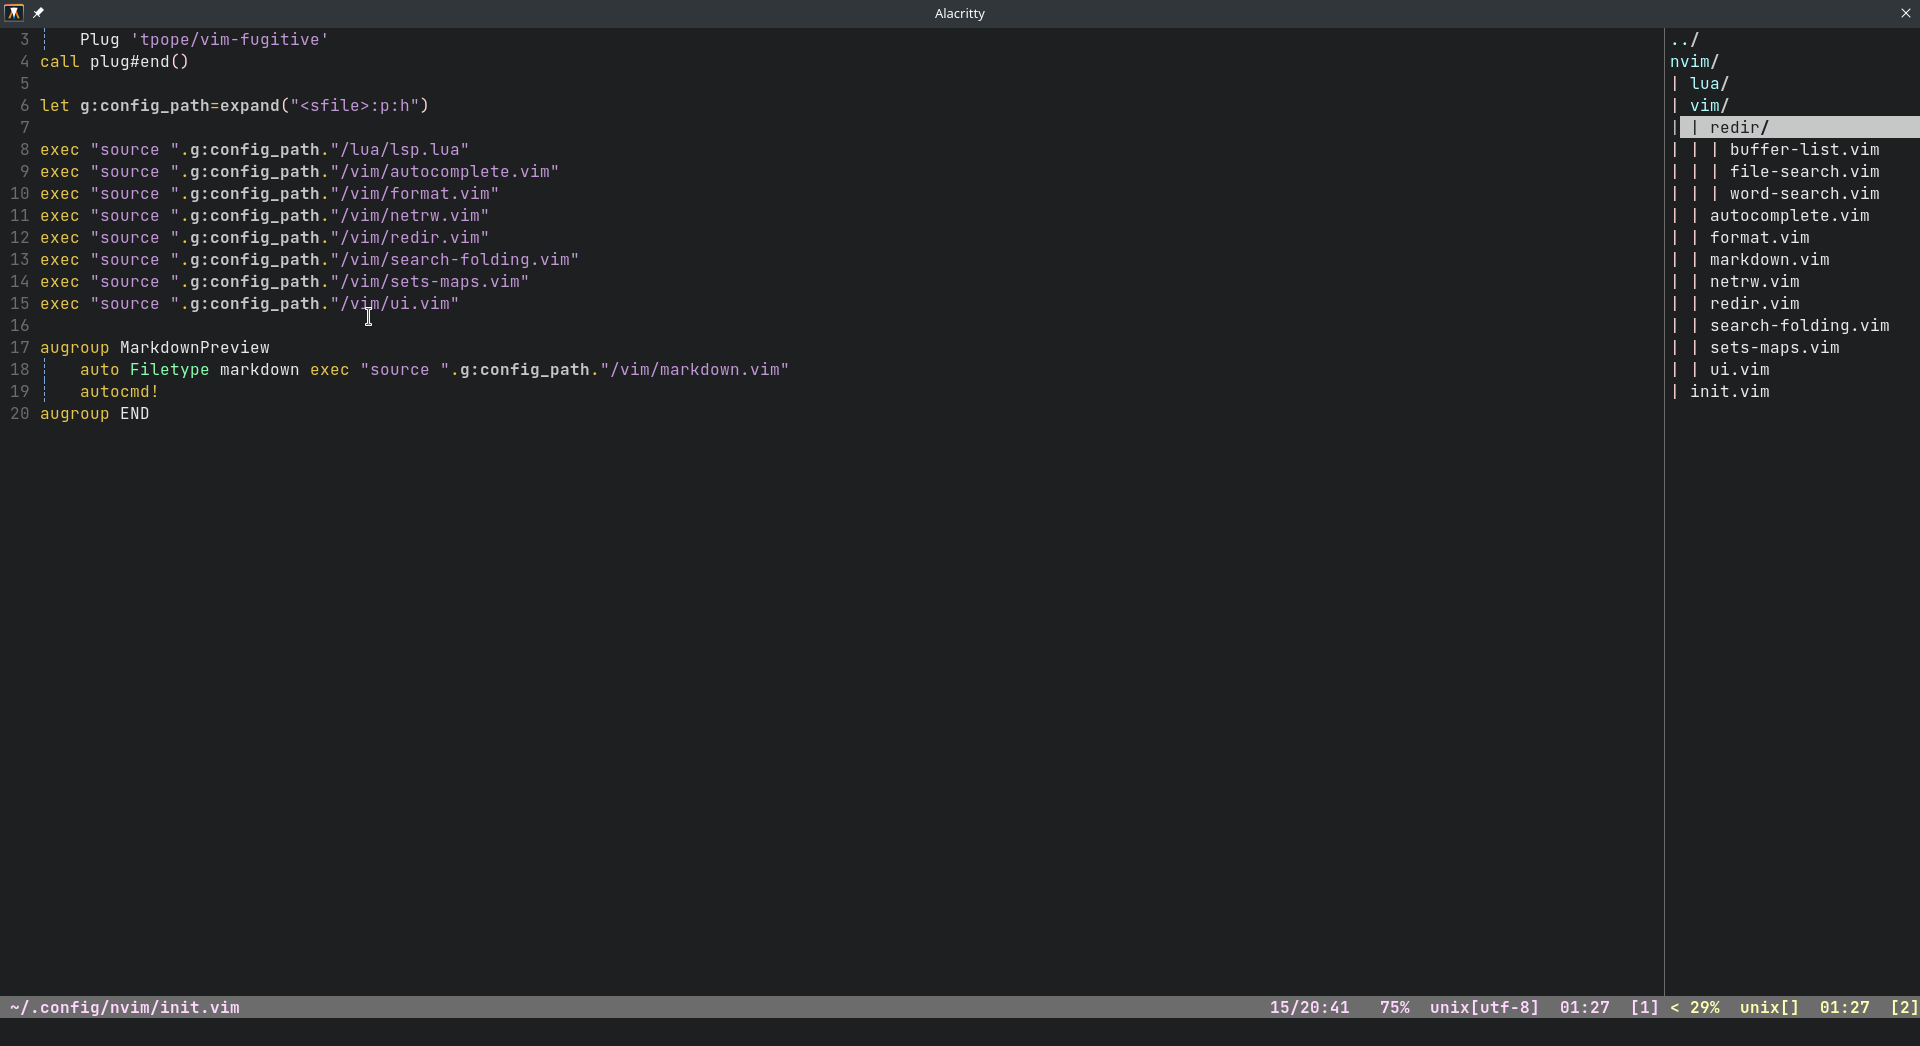 Alacritty
3     Plug 'tpope/vim-fugitive'
4 call plug#end()
5
6 let g:config_path=expand("<sfile>:p:h")
7
8 exec "source ".g:config_path."/lua/lsp.lua"
9 exec "source ".g:config_path."/vim/autocomplete.vim"
10 exec "source ".g:config_path."/vim/format.vim"
11 exec "source ".g:config_path."/vim/netrw.vim"
12 exec "source ".g:config_path."/vim/redir.vim"
13 exec "source ".g:config_path."/vim/search-folding.vim"
14 exec "source ".g:config_path."/vim/sets-maps.vim"
15 exec "source ".g:config_path."/vim/ui.vim"
16
17 augroup MarkdownPreview
18     auto Filetype markdown exec "source ".g:config_path."/vim/markdown.vim"
19     autocmd!
20 augroup END
../
nvim/
| lua/
| vim/
| | redir/
| | | buffer-list.vim
| | | file-search.vim
| | | word-search.vim
| | autocomplete.vim
| | format.vim
| | markdown.vim
| | netrw.vim
| | redir.vim
| | search-folding.vim
| | sets-maps.vim
| | ui.vim
| init.vim
~/.config/nvim/init.vim 15/20:41 75% unix[utf-8] 01:27 [1] < 29% unix[] 01:27 [2]